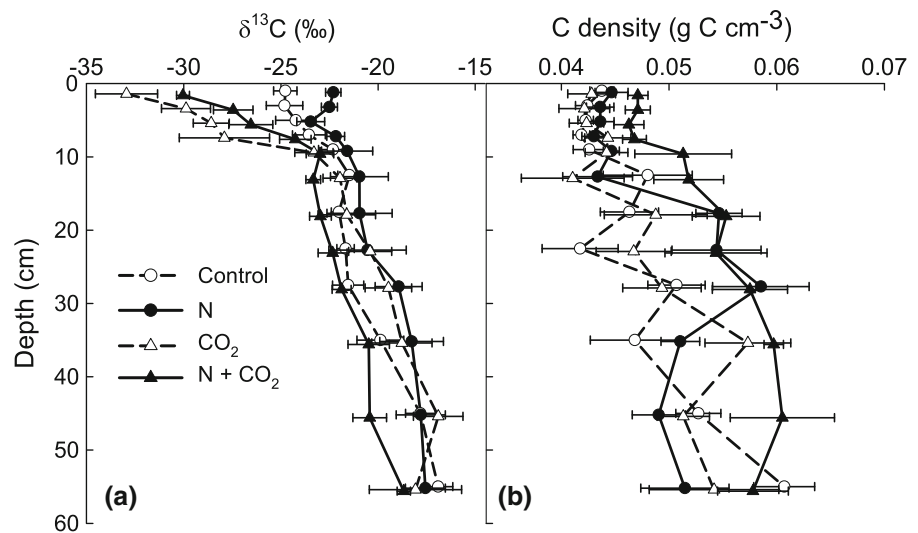 δ¹³C (‰)
C density (g C cm⁻³)
-35 -30 -25 -20 -15 0.04 0.05 0.06 0.07
0
10
20
30
40
50
60
Depth (cm)
Control
N
CO₂
N + CO₂
(a) (b)